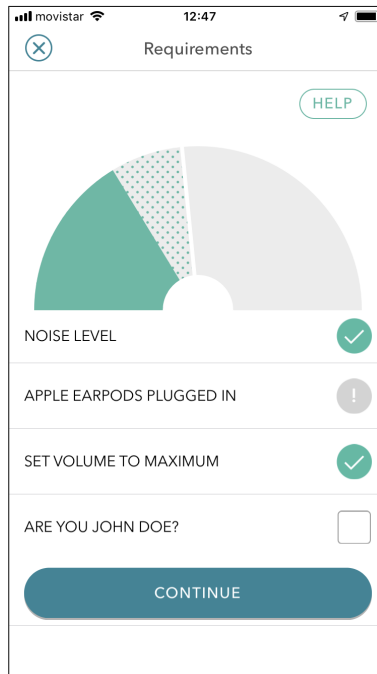 movistar 12:47
Requirements
HELP
NOISE LEVEL
APPLE EARPODS PLUGGED IN
!
SET VOLUME TO MAXIMUM
ARE YOU JOHN DOE?
CONTINUE